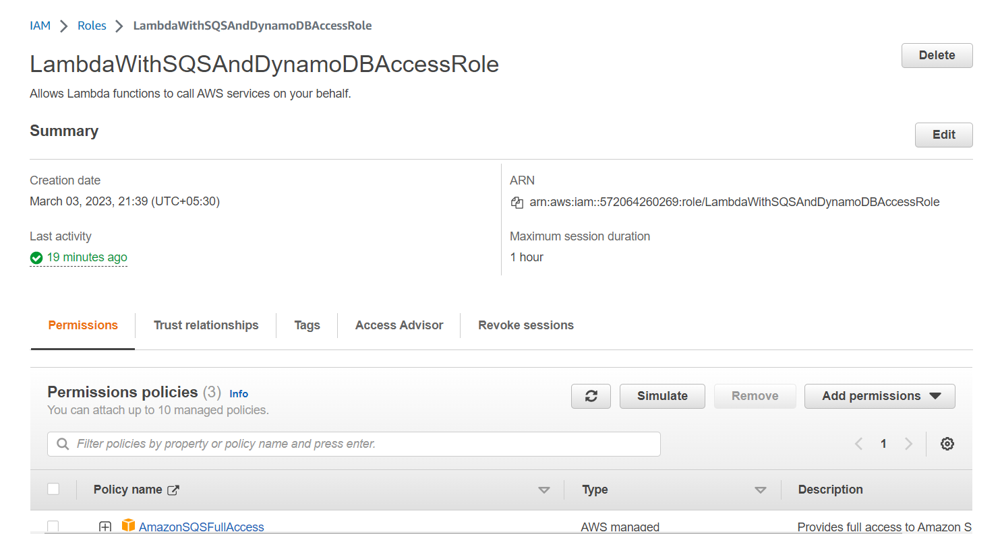 IAM > Roles > LambdaWithSQSAndDynamoDBAccessRole
LambdaWithSQSAndDynamoDBAccessRole
Delete
Allows Lambda functions to call AWS services on your behalf.
Summary
Edit
Creation date
March 03, 2023, 21:39 (UTC+05:30)
ARN
arn:aws:iam::572064260269:role/LambdaWithSQSAndDynamoDBAccessRole
Last activity
19 minutes ago
Maximum session duration
1 hour
Permissions Trust relationships Tags Access Advisor Revoke sessions
Permissions policies (3) Info
You can attach up to 10 managed policies.
Simulate Remove Add permissions
Filter policies by property or policy name and press enter.
1
Policy name Type Description
AmazonSQSFullAccess AWS managed Provides full access to Amazon S